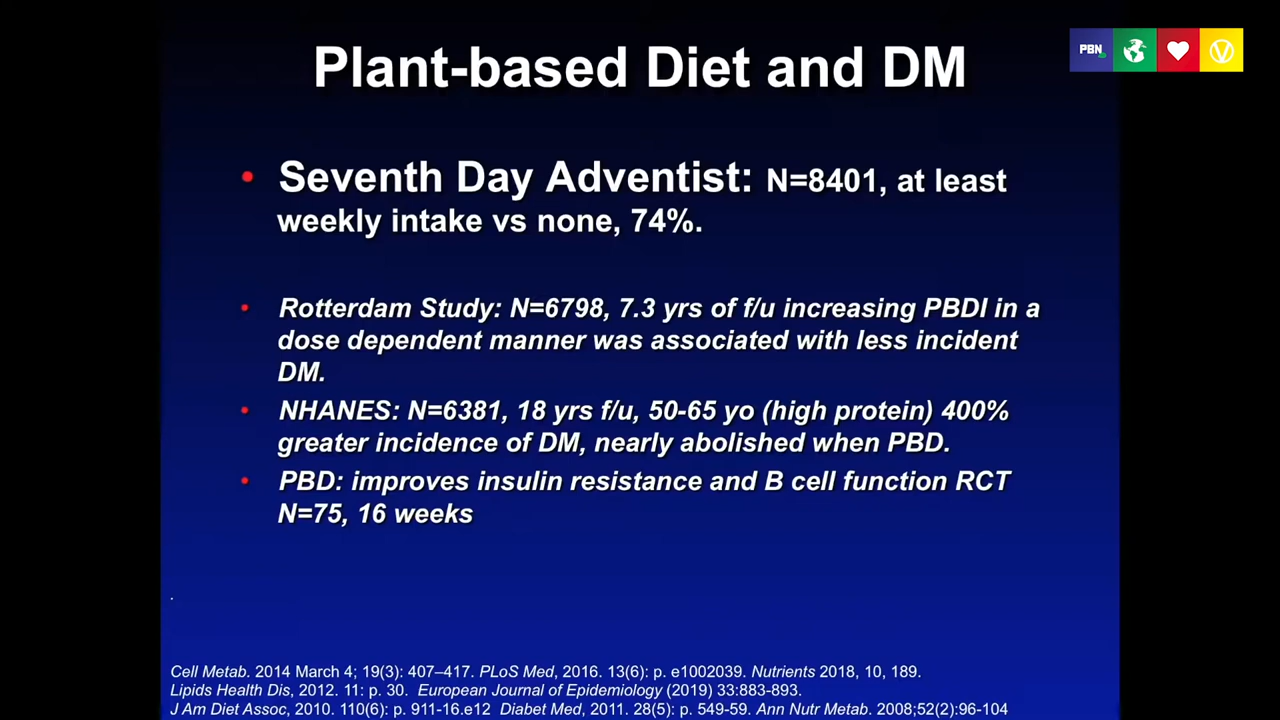 Plant-based Diet and DM
PBN
• Seventh Day Adventist: N=8401, at least
weekly intake vs none, 74%.
• Rotterdam Study: N=6798, 7.3 yrs of f/u increasing PBDI in a
dose dependent manner was associated with less incident
DM.
• NHANES: N=6381, 18 yrs f/u, 50-65 yo (high protein) 400%
greater incidence of DM, nearly abolished when PBD.
• PBD: improves insulin resistance and B cell function RCT
N=75, 16 weeks
.
Cell Metab. 2014 March 4; 19(3): 407–417. PLoS Med, 2016. 13(6): p. e1002039. Nutrients 2018, 10, 189.
Lipids Health Dis, 2012. 11: p. 30. European Journal of Epidemiology (2019) 33:883-893.
J Am Diet Assoc, 2010. 110(6): p. 911-16.e12 Diabet Med, 2011. 28(5): p. 549-59. Ann Nutr Metab. 2008;52(2):96-104